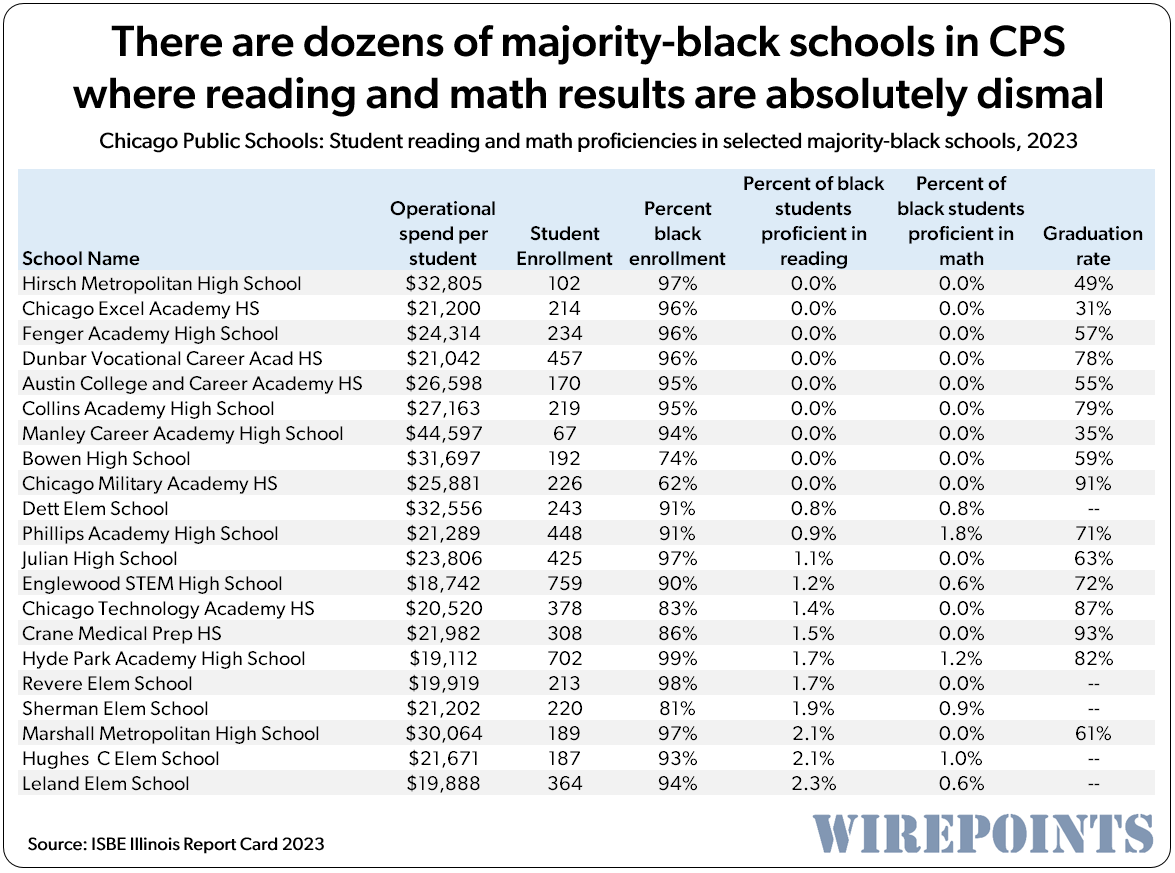 There are dozens of majority-black schools in CPS
where reading and math results are absolutely dismal
Chicago Public Schools: Student reading and math proficiencies in selected majority-black schools, 2023
School Name Operational spend per student Student Enrollment Percent black enrollment Percent of black students proficient in reading Percent of black students proficient in math Graduation rate
Hirsch Metropolitan High School $32,805 102 97% 0.0% 0.0% 49%
Chicago Excel Academy HS $21,200 214 96% 0.0% 0.0% 31%
Fenger Academy High School $24,314 234 96% 0.0% 0.0% 57%
Dunbar Vocational Career Acad HS $21,042 457 96% 0.0% 0.0% 78%
Austin College and Career Academy HS $26,598 170 95% 0.0% 0.0% 55%
Collins Academy High School $27,163 219 95% 0.0% 0.0% 79%
Manley Career Academy High School $44,597 67 94% 0.0% 0.0% 35%
Bowen High School $31,697 192 74% 0.0% 0.0% 59%
Chicago Military Academy HS $25,881 226 62% 0.0% 0.0% 91%
Dett Elem School $32,556 243 91% 0.8% 0.8% --
Phillips Academy High School $21,289 448 91% 0.9% 1.8% 71%
Julian High School $23,806 425 97% 1.1% 0.0% 63%
Englewood STEM High School $18,742 759 90% 1.2% 0.6% 72%
Chicago Technology Academy HS $20,520 378 83% 1.4% 0.0% 87%
Crane Medical Prep HS $21,982 308 86% 1.5% 0.0% 93%
Hyde Park Academy High School $19,112 702 99% 1.7% 1.2% 82%
Revere Elem School $19,919 213 98% 1.7% 0.0% --
Sherman Elem School $21,202 220 81% 1.9% 0.9% --
Marshall Metropolitan High School $30,064 189 97% 2.1% 0.0% 61%
Hughes C Elem School $21,671 187 93% 2.1% 1.0% --
Leland Elem School $19,888 364 94% 2.3% 0.6% --
Source: ISBE Illinois Report Card 2023
WIREPOINTS